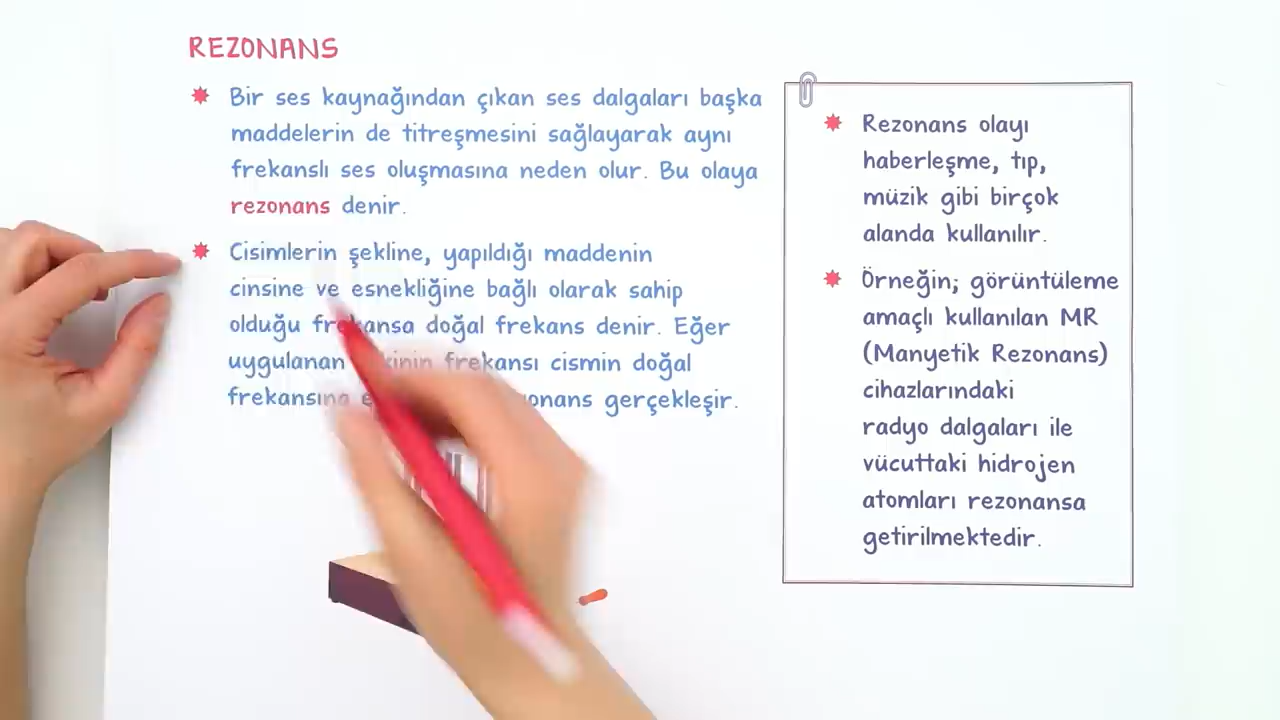 REZONANS
Bir ses kaynağından çıkan ses dalgaları başka
maddelerin de titreşmesini sağlayarak aynı
frekanslı ses oluşmasına neden olur. Bu olaya
rezonans denir.
Cisimlerin şekline, yapıldığı maddenin
cinsine ve esnekliğine bağlı olarak sahip
olduğu frekansa doğal frekans denir. Eğer
uygulanan frekansı cismin doğal
frekansına gerçekleşir.
Rezonans olayı
haberleşme, tıp,
müzik gibi birçok
alanda kullanılır.
Örneğin; görüntüleme
amaçlı kullanılan MR
(Manyetik Rezonans)
cihazlarındaki
radyo dalgaları ile
vücuttaki hidrojen
atomları rezonansa
getirilmektedir.